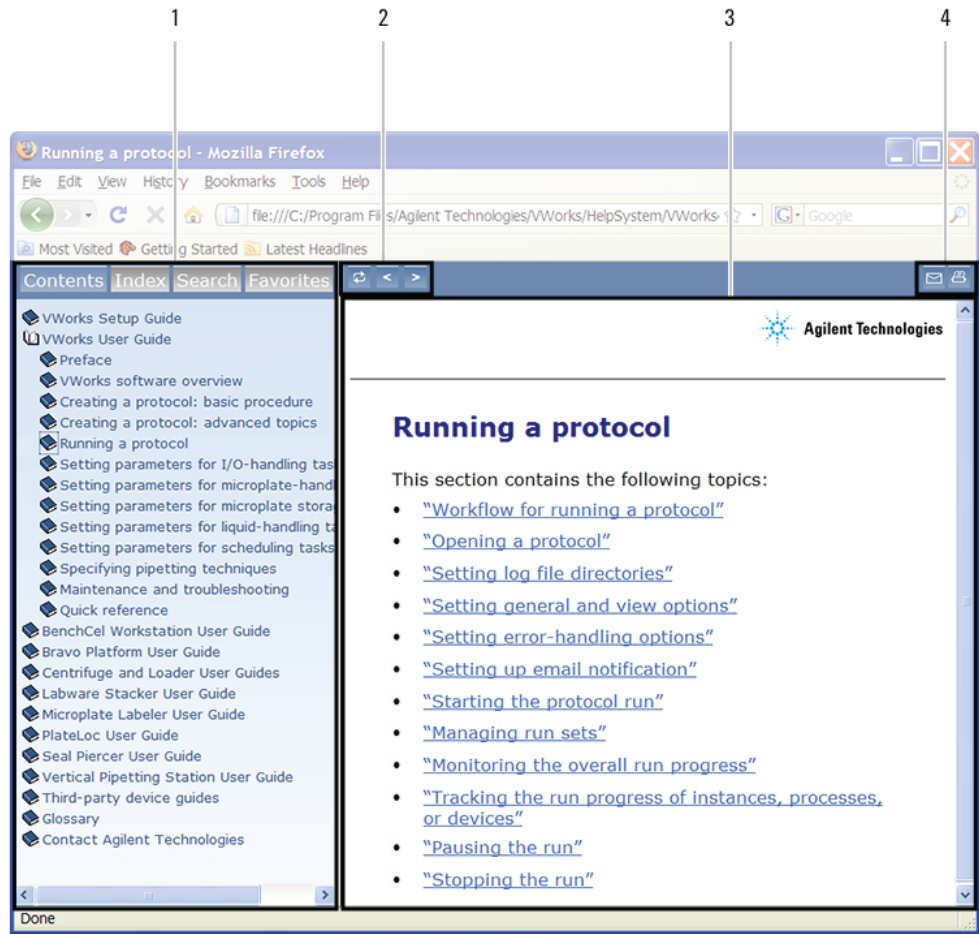 1 2 3 4
Running a protocol - Mozilla Firefox
File Edit View History Bookmarks Tools Help
file:///C:/Program Files/Agilent Technologies/VWorks/HelpSystem/VWorks- G Google
Most Visited Getting Started Latest Headlines
Contents Index Search Favorites < >
VWorks Setup Guide
VWorks User Guide
Preface
VWorks software overview
Creating a protocol: basic procedure
Creating a protocol: advanced topics
Running a protocol
Setting parameters for I/O-handling tas
Setting parameters for microplate-handl
Setting parameters for microplate stora
Setting parameters for liquid-handling ta
Setting parameters for scheduling tasks
Specifying pipetting techniques
Maintenance and troubleshooting
Quick reference
BenchCel Workstation User Guide
Bravo Platform User Guide
Centrifuge and Loader User Guides
Labware Stacker User Guide
Microplate Labeler User Guide
PlateLoc User Guide
Seal Piercer User Guide
Vertical Pipetting Station User Guide
Third-party device guides
Glossary
Contact Agilent Technologies
Agilent Technologies
Running a protocol
This section contains the following topics:
• “Workflow for running a protocol”
• “Opening a protocol”
• “Setting log file directories”
• “Setting general and view options”
• “Setting error-handling options”
• “Setting up email notification”
• “Starting the protocol run”
• “Managing run sets”
• “Monitoring the overall run progress”
• “Tracking the run progress of instances, processes,
or devices”
• “Pausing the run”
• “Stopping the run”
Done